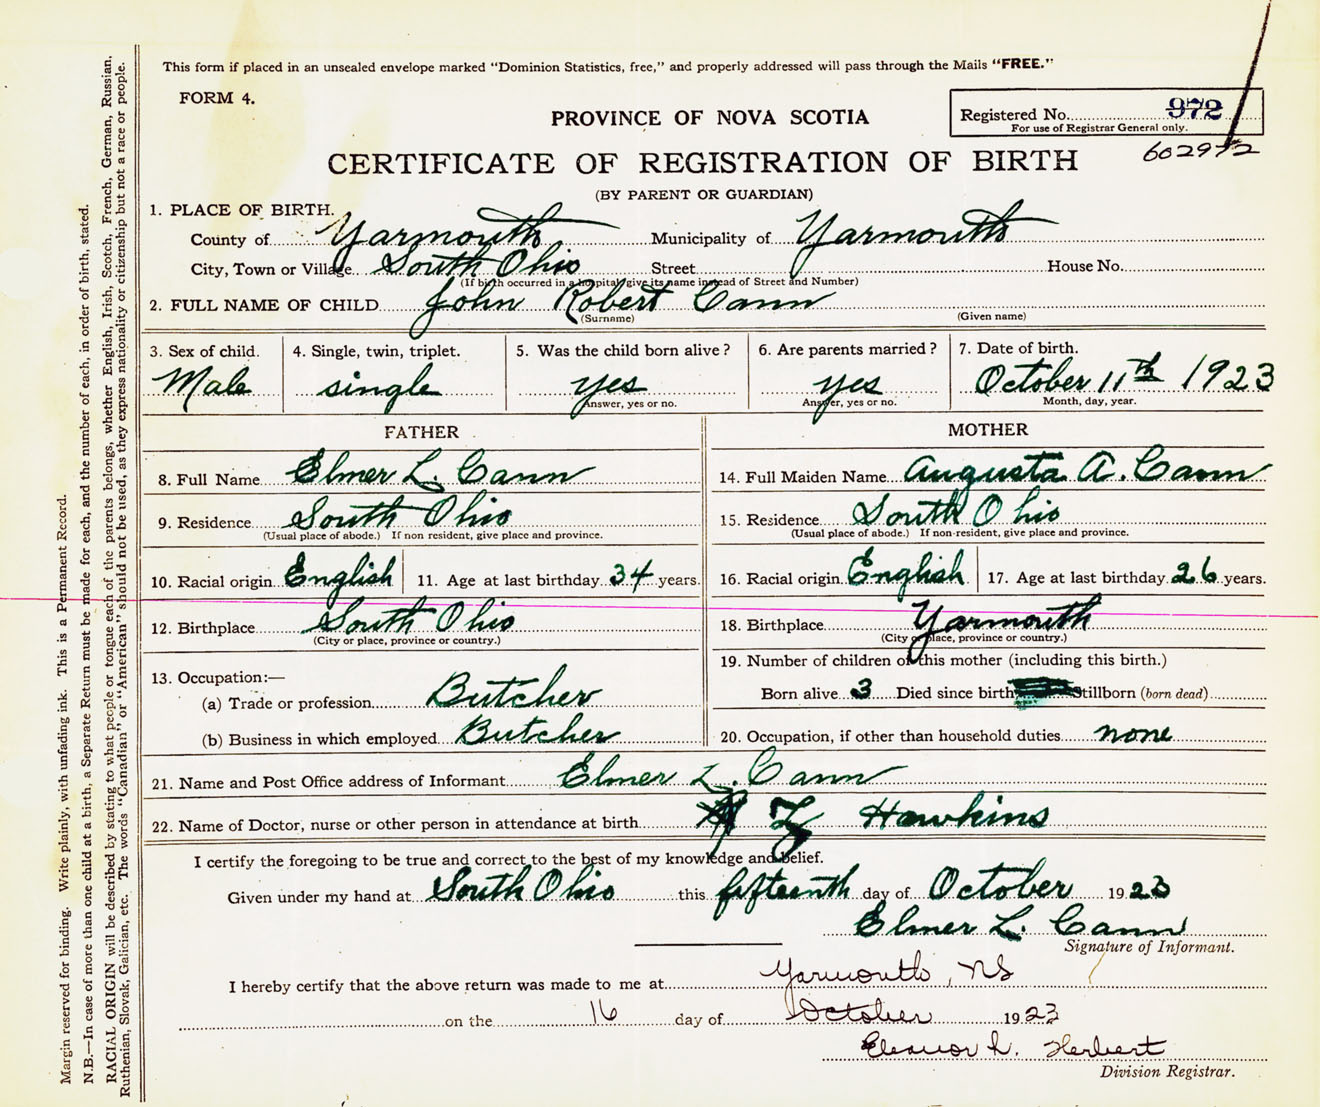 This form if placed in an unsealed envelope marked "Dominion Statistics, free," and properly addressed will pass through the Mails "FREE."
FORM 4.
PROVINCE OF NOVA SCOTIA
Registered No. 972
For use of Registrar General only.
602972
CERTIFICATE OF REGISTRATION OF BIRTH
(BY PARENT OR GUARDIAN)
1. PLACE OF BIRTH.
County of Yarmouth Municipality of Yarmouth
City, Town or Village South Ohio Street House No.
(If birth occurred in a hospital give its name instead of Street and Number)
2. FULL NAME OF CHILD John Robert Cann
(Surname) (Given name)
3. Sex of child. 4. Single, twin, triplet. 5. Was the child born alive? 6. Are parents married? 7. Date of birth.
Male single yes yes October 11th 1923
Answer, yes or no. Answer, yes or no. Month, day, year.
FATHER
8. Full Name Elmer L. Cann
9. Residence South Ohio
(Usual place of abode.) If non resident, give place and province.
10. Racial origin English 11. Age at last birthday 34 years.
12. Birthplace South Ohio
(City or place, province or country.)
13. Occupation:—
(a) Trade or profession Butcher
(b) Business in which employed Butcher
MOTHER
14. Full Maiden Name Augusta A. Cann
15. Residence South Ohio
(Usual place of abode.) If non-resident, give place and province.
16. Racial origin English 17. Age at last birthday 26 years.
18. Birthplace Yarmouth
(City or place, province or country.)
19. Number of children of this mother (including this birth.)
Born alive 3 Died since birth Stillborn (born dead)
20. Occupation, if other than household duties none
21. Name and Post Office address of Informant Elmer L. Cann
22. Name of Doctor, nurse or other person in attendance at birth Hawkins
I certify the foregoing to be true and correct to the best of my knowledge and belief.
Given under my hand at South Ohio this fifteenth day of October 1923
Elmer L. Cann
Signature of Informant.
I hereby certify that the above return was made to me at Yarmouth, NS
on the 16 day of October 1923
Eleanor L. Herbert
Division Registrar.
Margin reserved for binding. Write plainly, with unfading ink. This is a Permanent Record.
N.B.—In case of more than one child at a birth, a Separate Return must be made for each, and the number of each, in order of birth, stated.
RACIAL ORIGIN will be described by stating to what people or tongue each of the parents belongs, whether English, Irish, Scotch, French, German, Russian,
Ruthenian, Slovak, Galician, etc. The words "Canadian" or "American" should not be used, as they express nationality or citizenship but not a race or people.